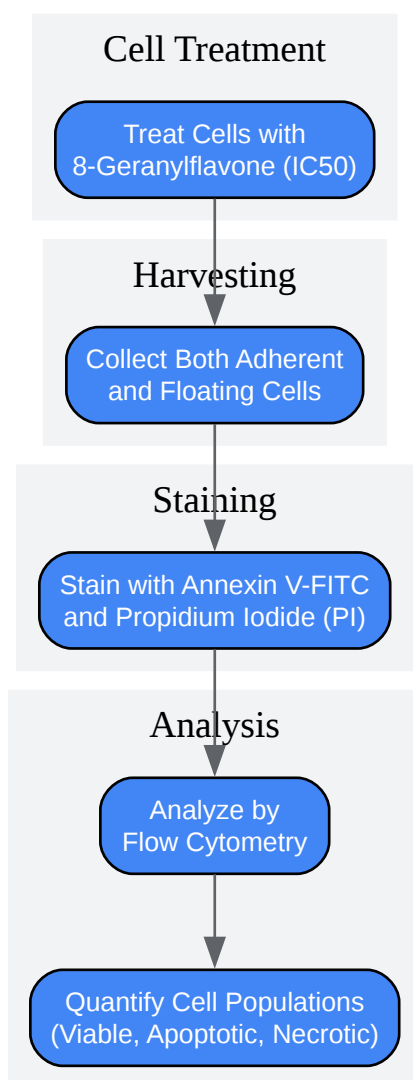 Cell Treatment
Treat Cells with
8-Geranylflavone (IC50)
Harvesting
Collect Both Adherent
and Floating Cells
Staining
Stain with Annexin V-FITC
and Propidium Iodide (PI)
Analysis
Analyze by
Flow Cytometry
Quantify Cell Populations
(Viable, Apoptotic, Necrotic)